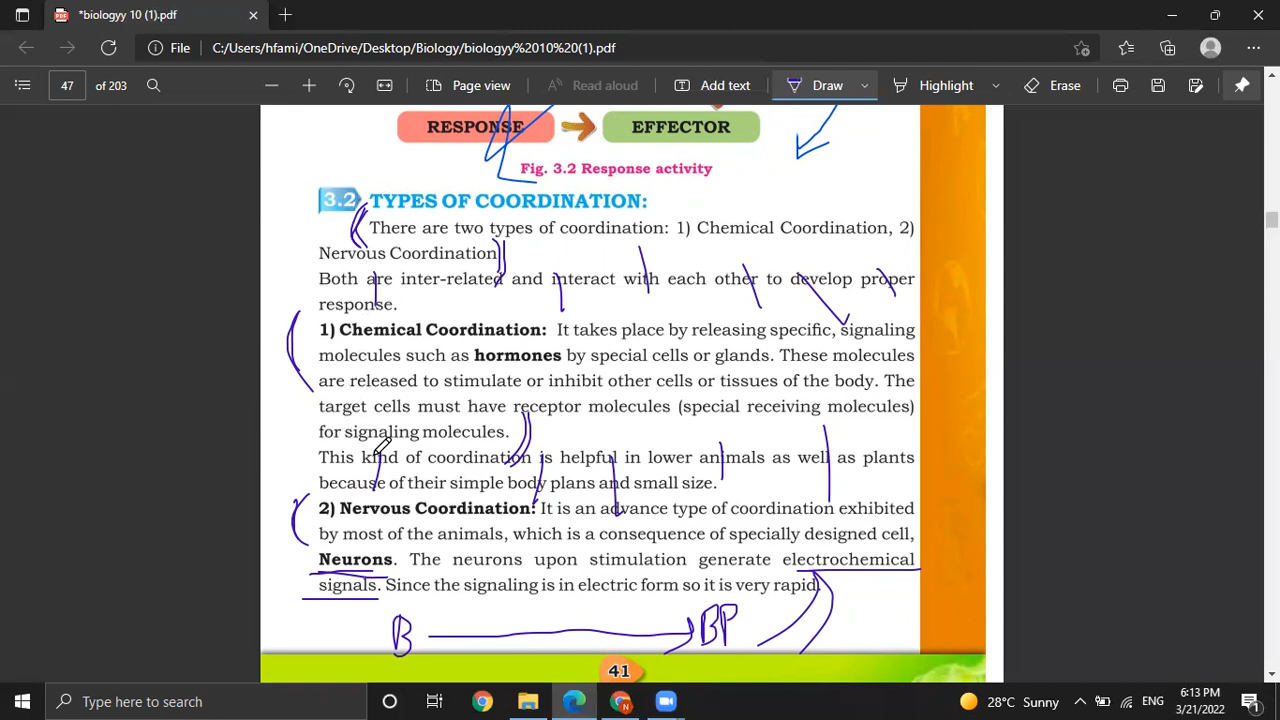 *biologyy 10 (1).pdf
File C:/Users/hfami/OneDrive/Desktop/Biology/biologyy%2010%20(1).pdf
47 of 203 Page view Read aloud Add text Draw Highlight Erase
RESPONSE EFFECTOR
Fig. 3.2 Response activity
3.2 TYPES OF COORDINATION:
There are two types of coordination: 1) Chemical Coordination, 2)
Nervous Coordination
Both are inter-related and interact with each other to develop proper
response.
1) Chemical Coordination: It takes place by releasing specific, signaling
molecules such as hormones by special cells or glands. These molecules
are released to stimulate or inhibit other cells or tissues of the body. The
target cells must have receptor molecules (special receiving molecules)
for signaling molecules.
This kind of coordination is helpful in lower animals as well as plants
because of their simple body plans and small size.
2) Nervous Coordination: It is an advance type of coordination exhibited
by most of the animals, which is a consequence of specially designed cell,
Neurons. The neurons upon stimulation generate electrochemical
signals. Since the signaling is in electric form so it is very rapid.
B BP
41
Type here to search 28°C Sunny ENG 6:13 PM
3/21/2022